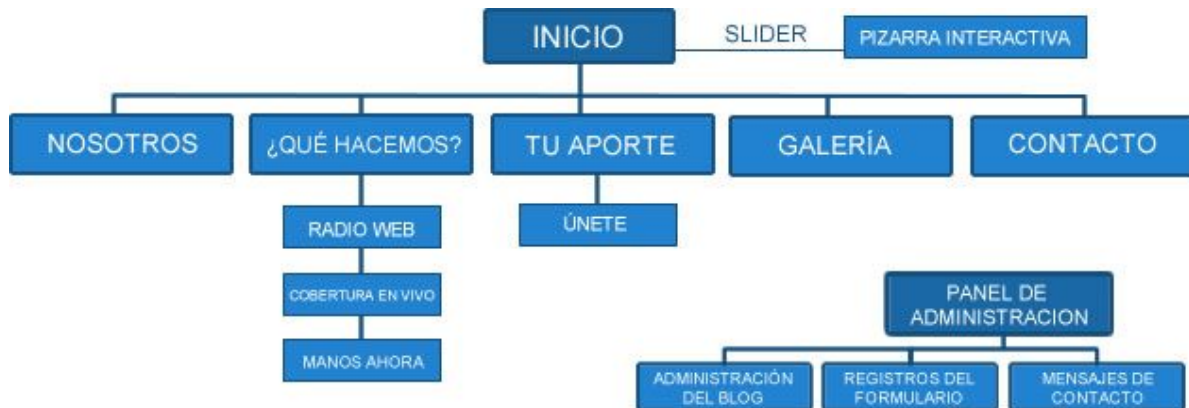 INICIO
SLIDER
PIZARRA INTERACTIVA
NOSOTROS
¿QUÉ HACEMOS?
TU APORTE
GALERÍA
CONTACTO
RADIO WEB
ÚNETE
COBERTURA EN VIVO
MANOS AHORA
PANEL DE
ADMINISTRACION
ADMINISTRACIÓN
DEL BLOG
REGISTROS DEL
FORMULARIO
MENSAJES DE
CONTACTO